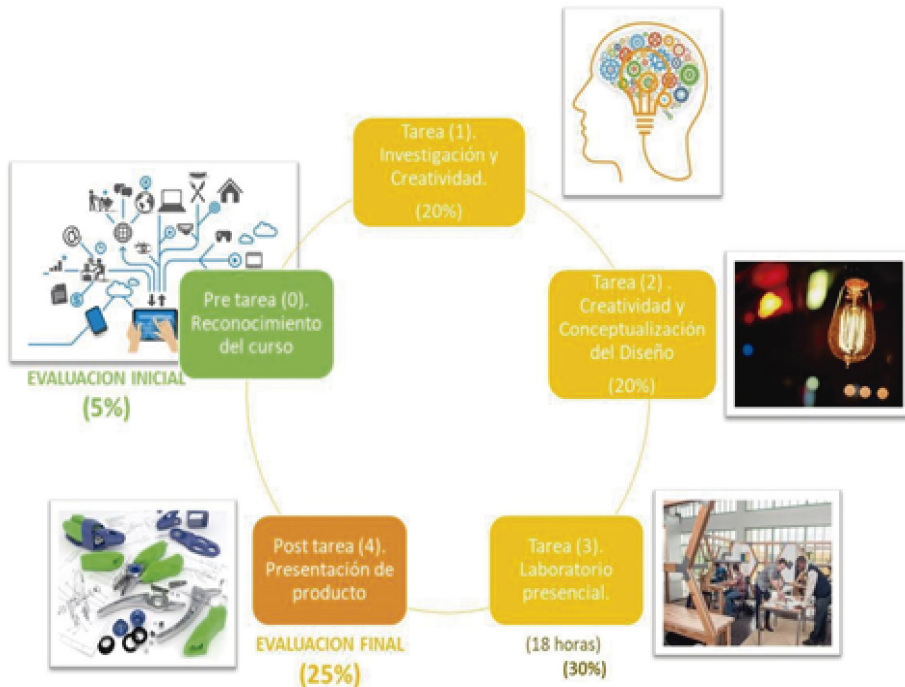 Tarea (1).
Investigación y
Creatividad.
(20%)
Pre tarea (0).
Reconocimiento
del curso
EVALUACION INICIAL
(5%)
Tarea (2) .
Creatividad y
Conceptualización
del Diseño
(20%)
Tarea (3).
Laboratorio
presencial.
(18 horas)
(30%)
Post tarea (4).
Presentación de
producto
EVALUACION FINAL
(25%)